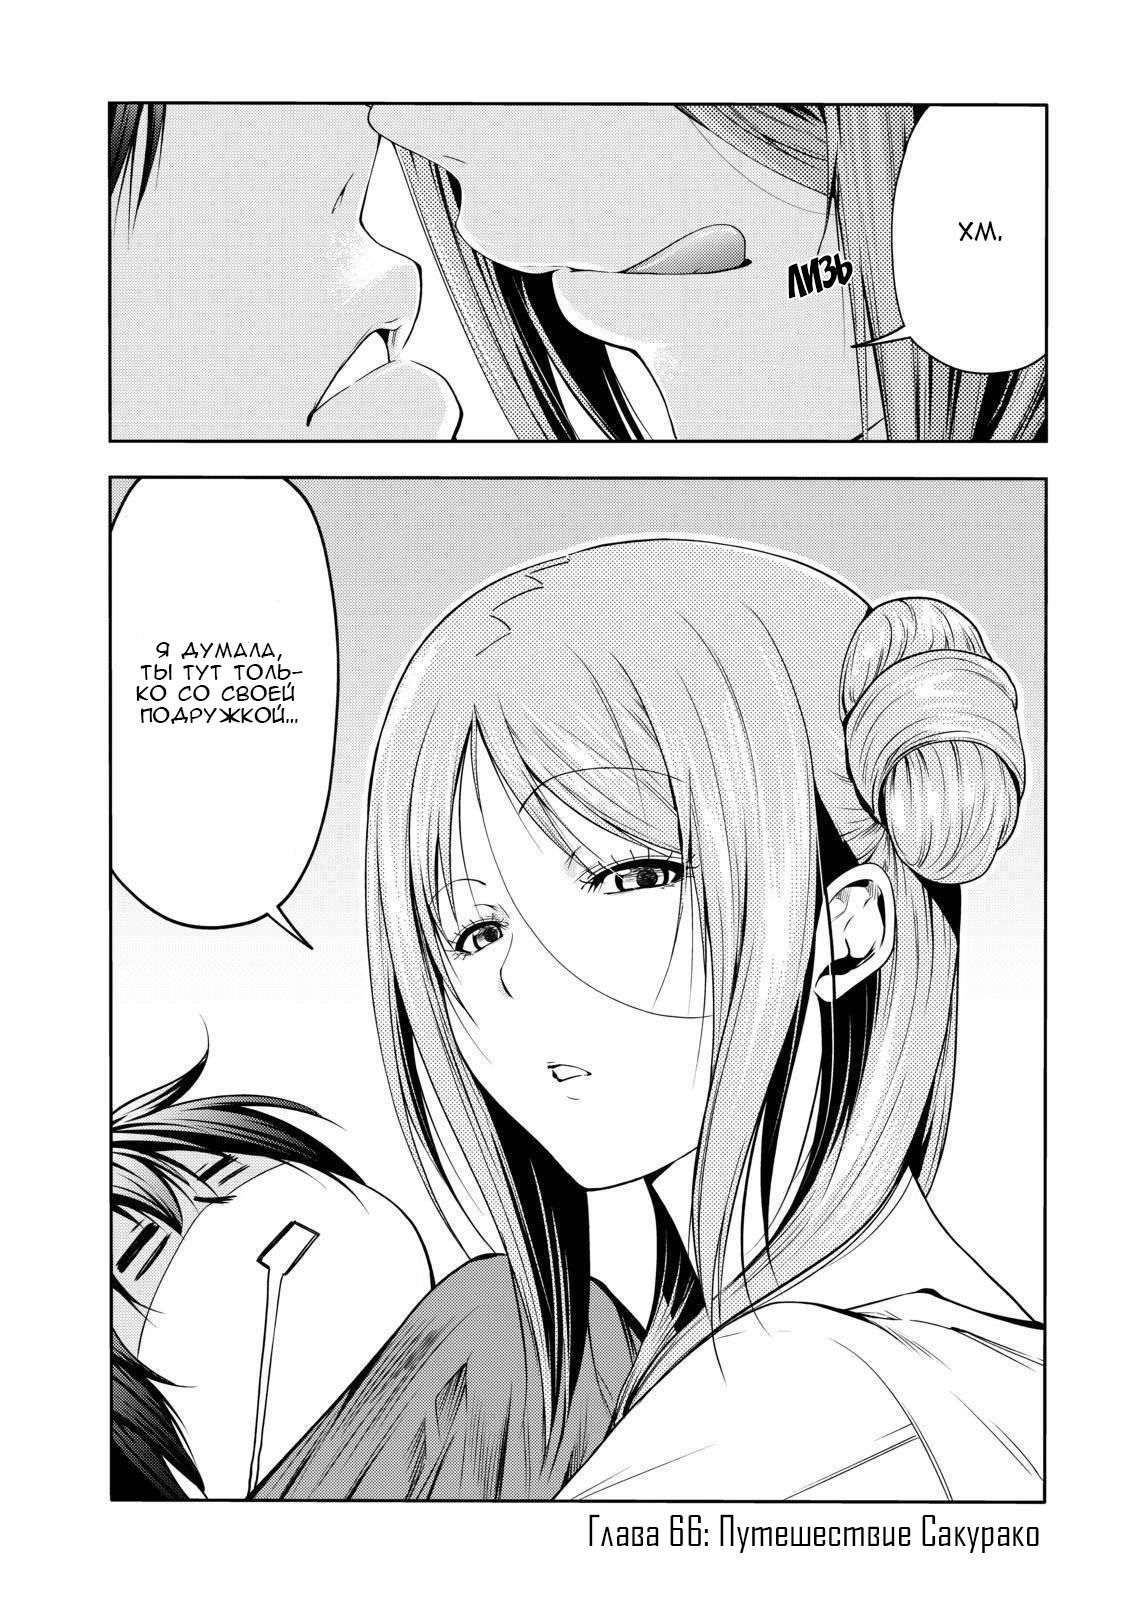 ХМ.
ЛИЗЬ
Я ДУМАЛА,
ТЫ ТУТ ТОЛЬ-
КО СО СВОЕЙ
ПОДРУЖКОЙ...
Глава 66: Путешествие Сакурако